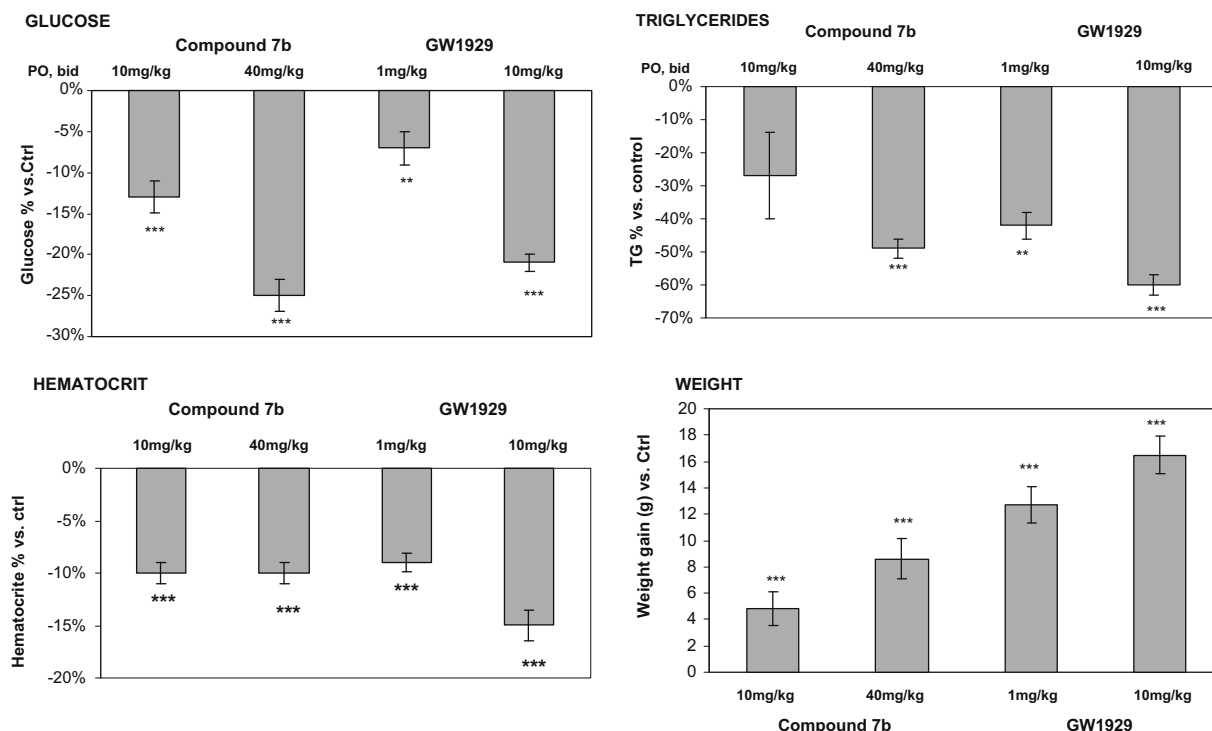 GLUCOSE
Compound 7b GW1929
PO, bid 10mg/kg 40mg/kg 1mg/kg 10mg/kg
0%
-5%
-10%
-15%
-20%
-25%
-30%
Glucose % vs.Ctrl
*** *** ** ***
TRIGLYCERIDES
Compound 7b GW1929
PO, bid 10mg/kg 40mg/kg 1mg/kg 10mg/kg
0%
-10%
-20%
-30%
-40%
-50%
-60%
-70%
TG % vs. control
*** ** ***
HEMATOCRIT
Compound 7b GW1929
10mg/kg 40mg/kg 1mg/kg 10mg/kg
0%
-5%
-10%
-15%
-20%
Hematocrite % vs. ctrl
*** *** *** ***
WEIGHT
20
18
16
14
12
10
8
6
4
2
0
Weight gain (g) vs. Ctrl
*** *** *** ***
10mg/kg 40mg/kg 1mg/kg 10mg/kg
Compound 7b GW1929